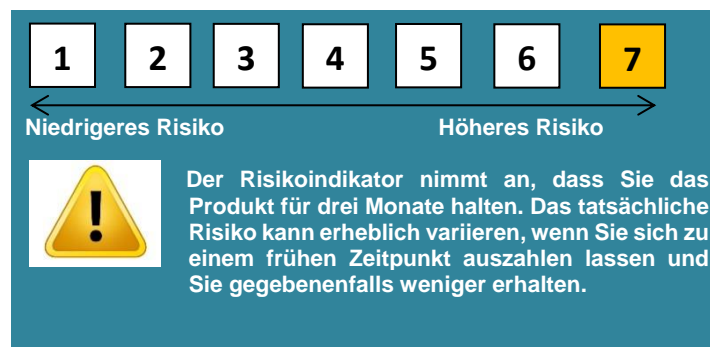 1 2 3 4 5 6 7
Niedrigeres Risiko Höheres Risiko
Der Risikoindikator nimmt an, dass Sie das
Produkt für drei Monate halten. Das tatsächliche
Risiko kann erheblich variieren, wenn Sie sich zu
einem frühen Zeitpunkt auszahlen lassen und
Sie gegebenenfalls weniger erhalten.